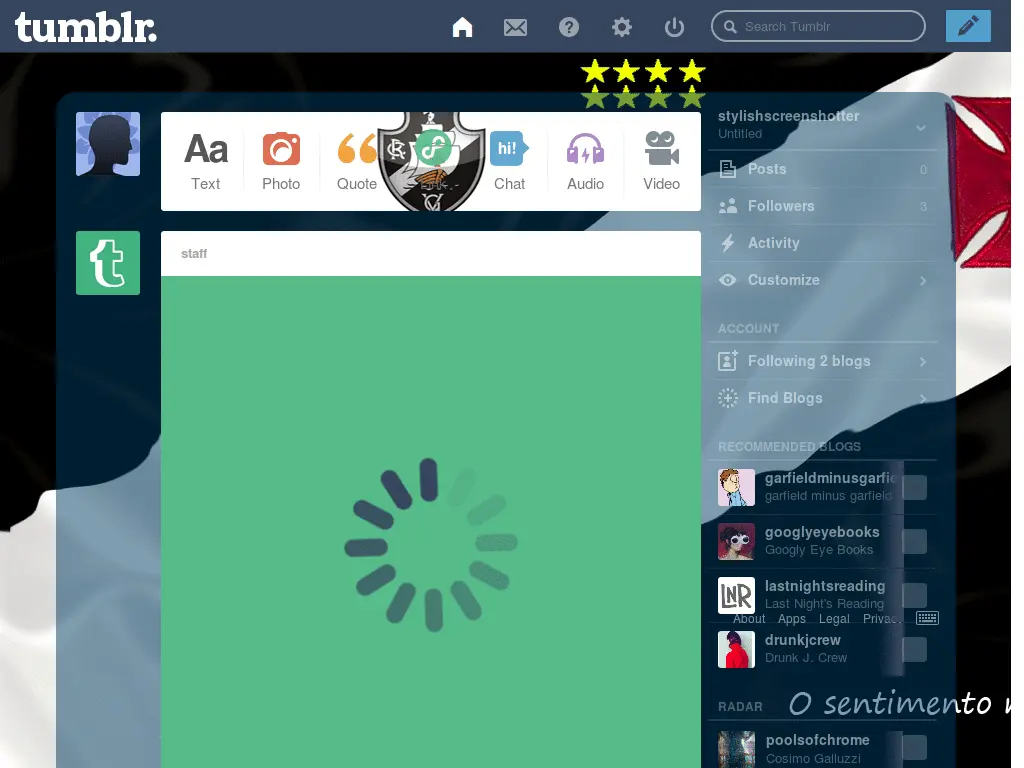 tumblr.
Search Tumblr
stylishscreenshotter
Untitled
Aa
hi!
Text
Photo
Quote
Chat
Audio
Video
Posts 0
Followers 3
Activity
Customize
staff
ACCOUNT
Following 2 blogs
Find Blogs
RECOMMENDED BLOGS
garfieldminusgarfie
garfield minus garfield
googlyeyebooks
Googly Eye Books
LNR
lastnightsreading
Last Night's Reading
About Apps Legal
drunkjcrew
Drunk J. Crew
RADAR
O sentimento
poolsofchrome
Cosimo Galluzzi